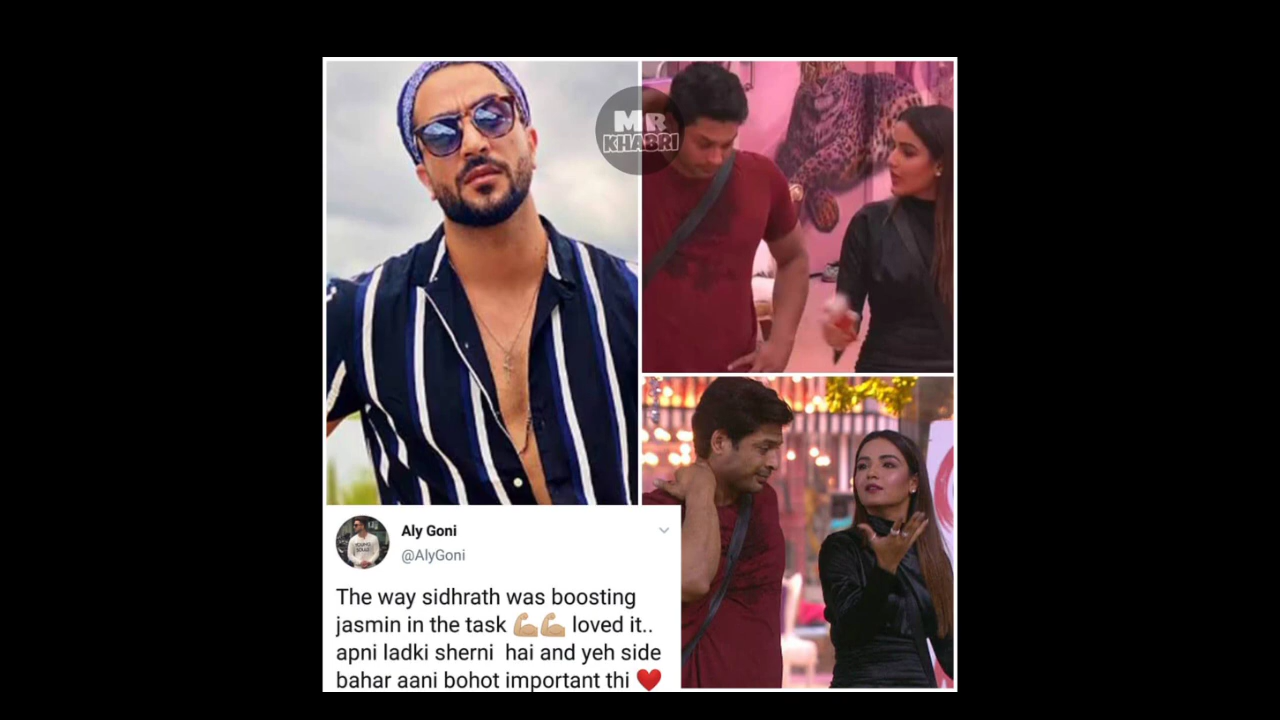 MR
KHABRI
Aly Goni
@AlyGoni
The way sidhrath was boosting
jasmin in the task 💪🏼💪🏼 loved it..
apni ladki sherni hai and yeh side
bahar aani bohot important thi ❤️